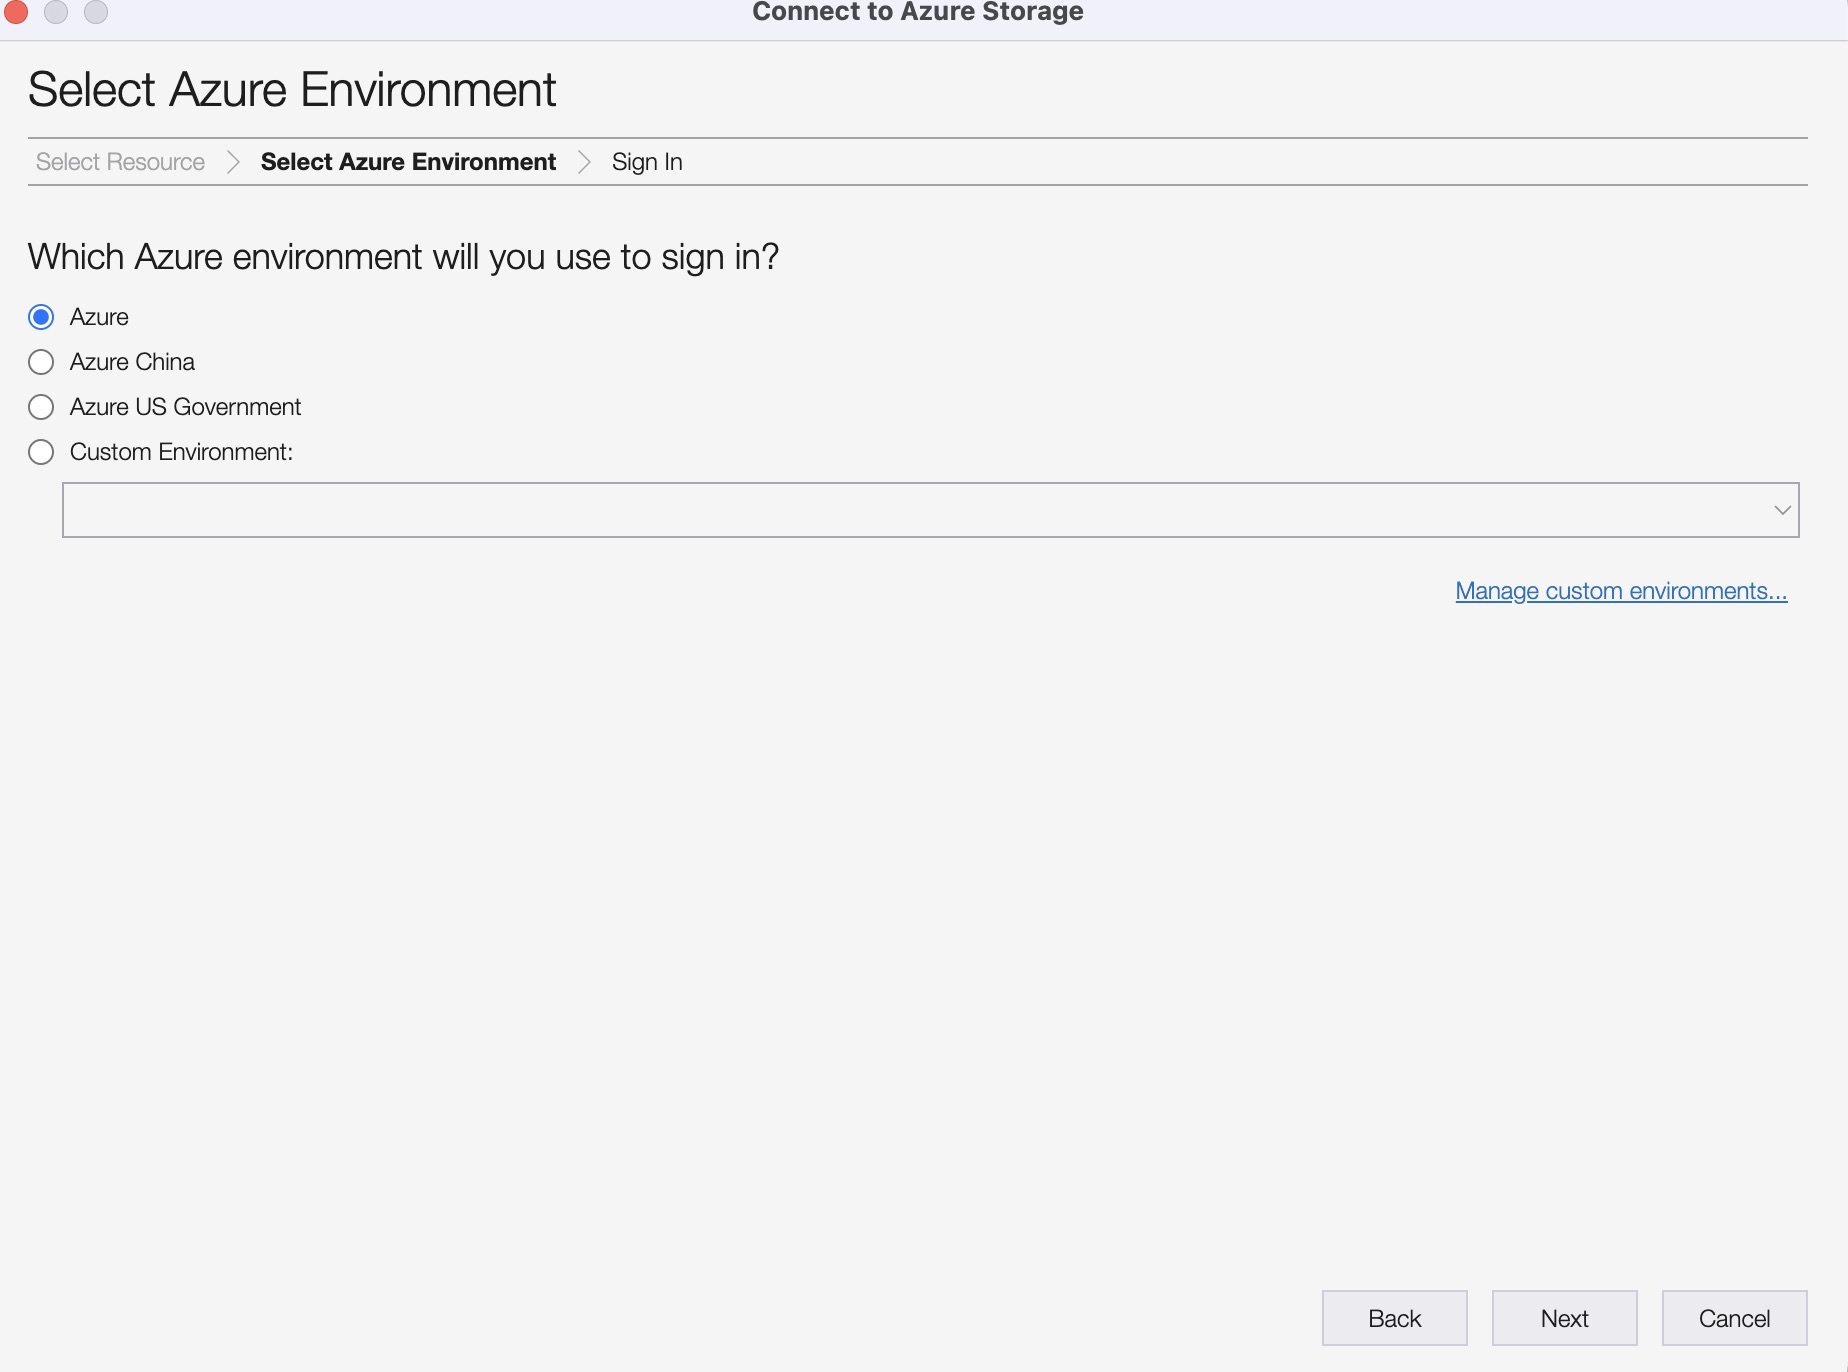 Connect to Azure Storage
Select Azure Environment
Select Resource Select Azure Environment Sign In
Which Azure environment will you use to sign in?
Azure
Azure China
Azure US Government
Custom Environment:
Manage custom environments...
Back Next Cancel